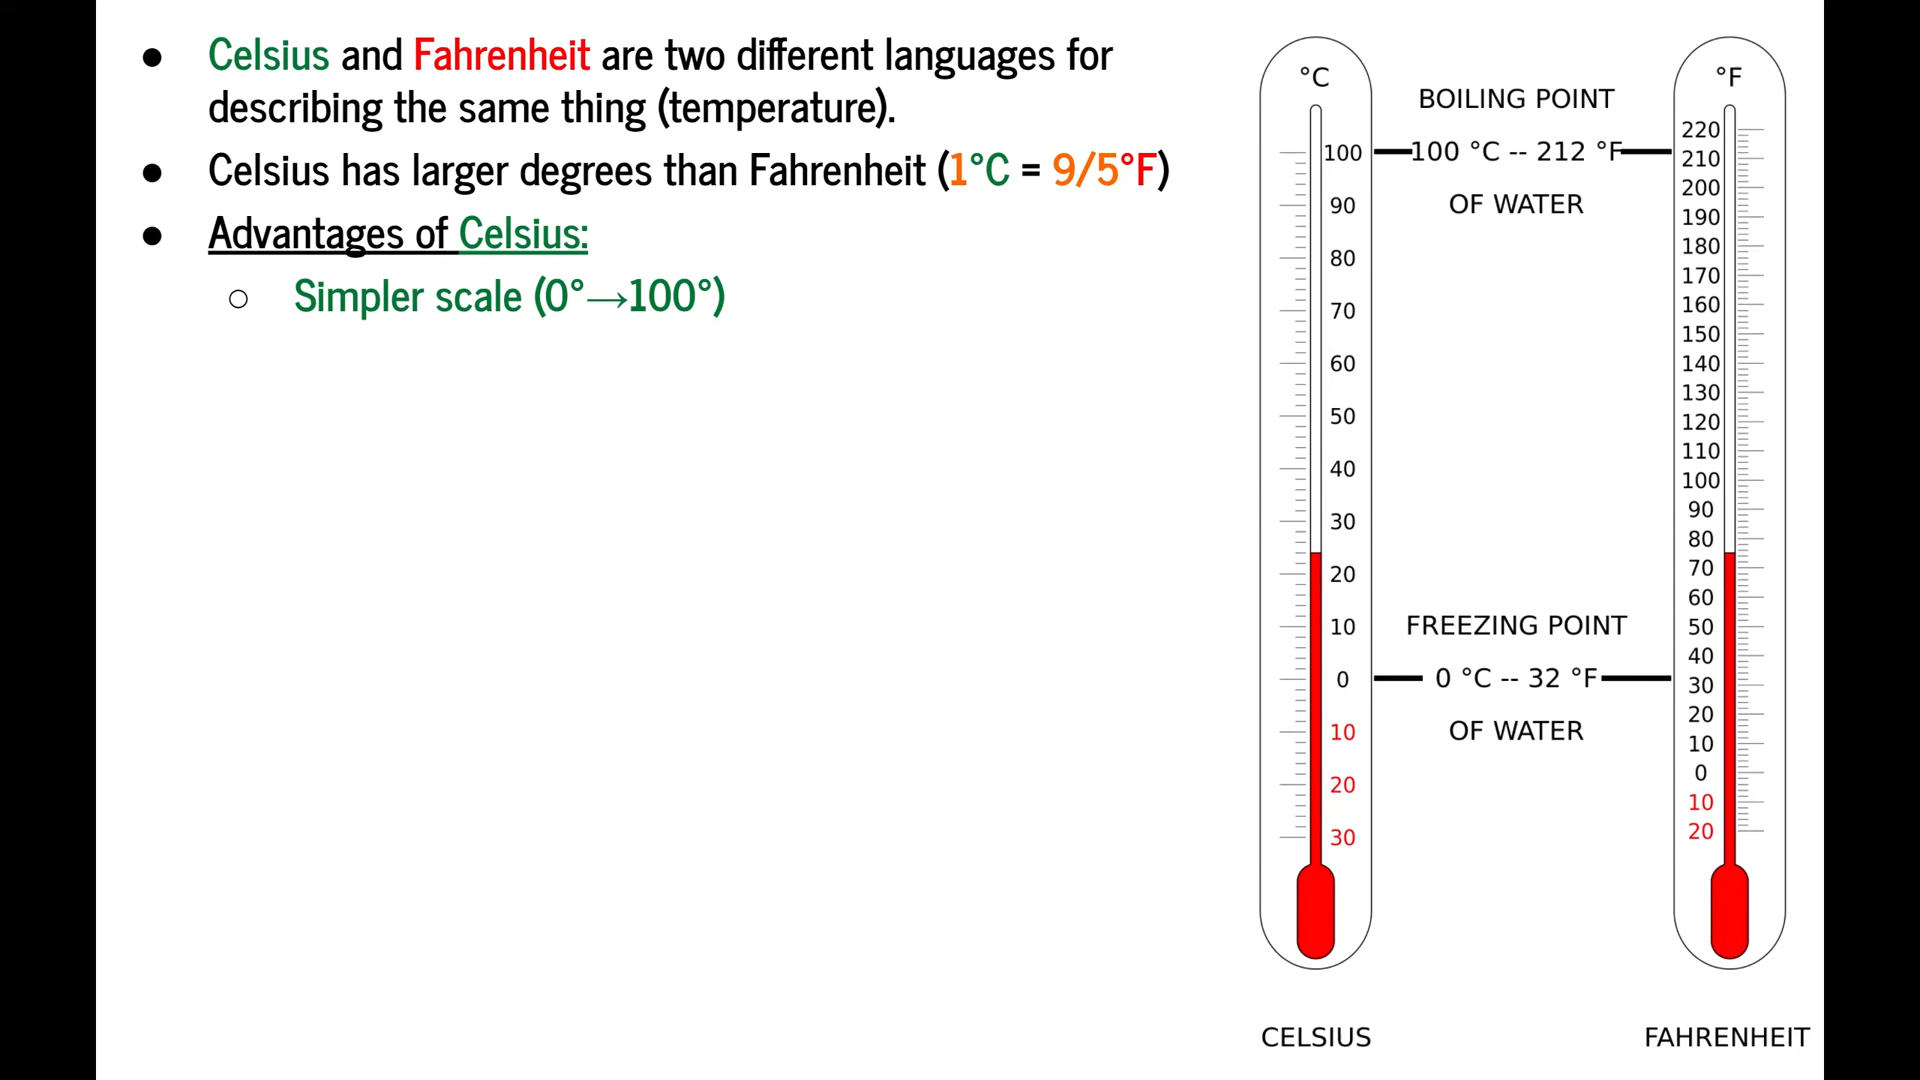 ● Celsius and Fahrenheit are two different languages for
describing the same thing (temperature).
● Celsius has larger degrees than Fahrenheit (1°C = 9/5°F)
● Advantages of Celsius:
○ Simpler scale (0°→100°)
°C
100
90
80
70
60
50
40
30
20
10
0
10
20
30
CELSIUS
BOILING POINT
100 °C -- 212 °F
OF WATER
FREEZING POINT
0 °C -- 32 °F
OF WATER
°F
220
210
200
190
180
170
160
150
140
130
120
110
100
90
80
70
60
50
40
30
20
10
0
10
20
FAHRENHEIT